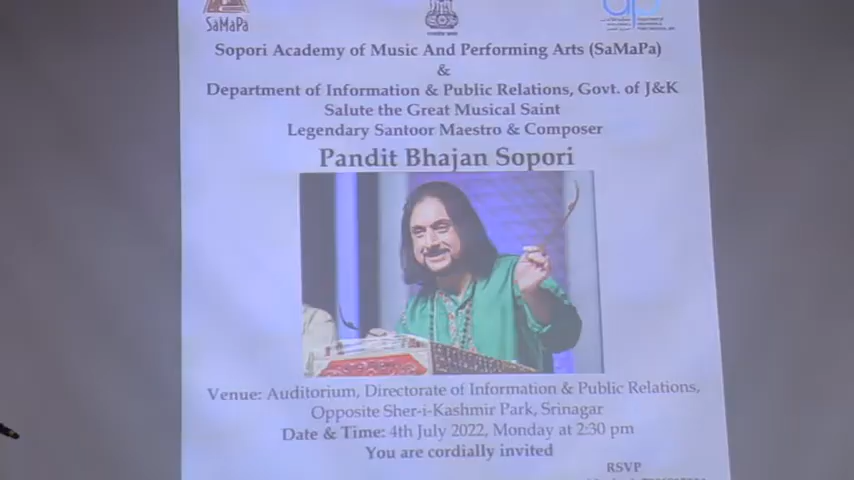 SaMaPa
Sopori Academy of Music And Performing Arts (SaMaPa)
&
Department of Information & Public Relations, Govt. of J&K
Salute the Great Musical Saint
Legendary Santoor Maestro & Composer
Pandit Bhajan Sopori
Venue: Auditorium, Directorate of Information & Public Relations,
Opposite Sher-i-Kashmir Park, Srinagar
Date & Time: 4th July 2022, Monday at 2:30 pm
You are cordially invited
RSVP